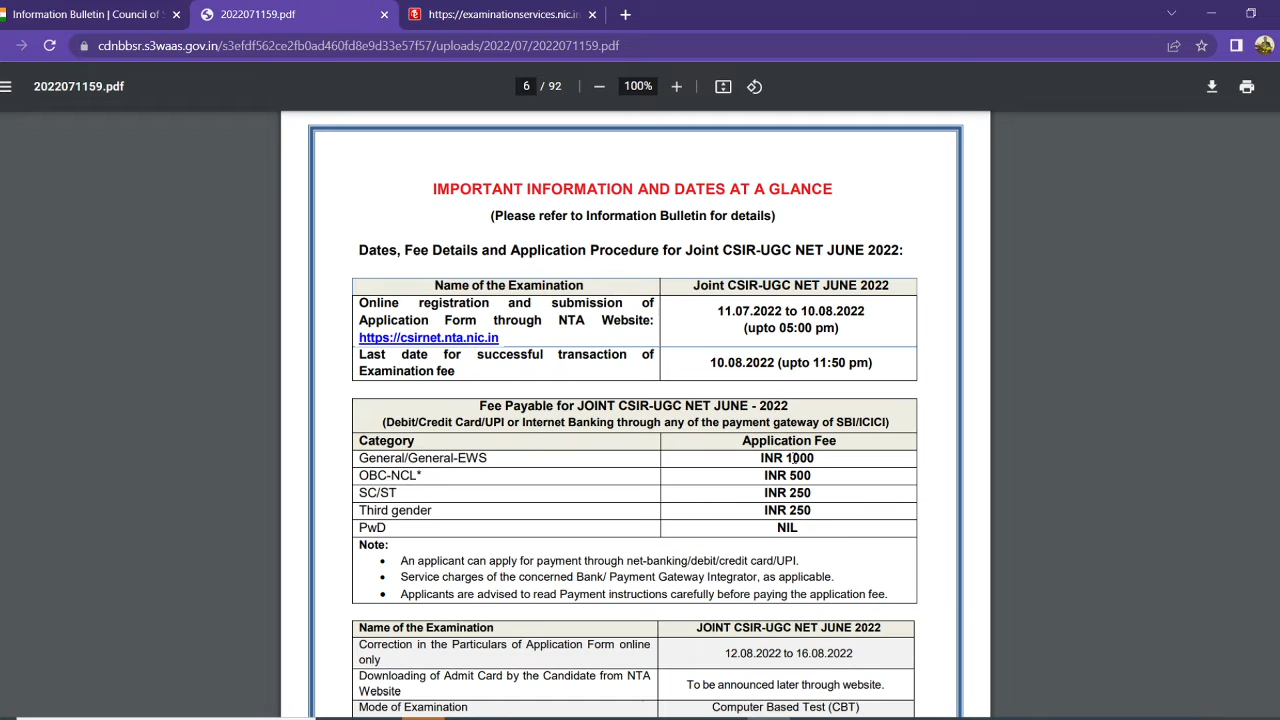 Information Bulletin | Council of
2022071159.pdf
https://examinationservices.nic.in
cdnbbsr.s3waas.gov.in/s3efdf562ce2fb0ad460fd8e9d33e57f57/uploads/2022/07/2022071159.pdf
2022071159.pdf
6 / 92
100%
IMPORTANT INFORMATION AND DATES AT A GLANCE
(Please refer to Information Bulletin for details)
Dates, Fee Details and Application Procedure for Joint CSIR-UGC NET JUNE 2022:
Name of the Examination Joint CSIR-UGC NET JUNE 2022
Online registration and submission of
Application Form through NTA Website:
https://csirnet.nta.nic.in
11.07.2022 to 10.08.2022
(upto 05:00 pm)
Last date for successful transaction of
Examination fee
10.08.2022 (upto 11:50 pm)
Fee Payable for JOINT CSIR-UGC NET JUNE - 2022
(Debit/Credit Card/UPI or Internet Banking through any of the payment gateway of SBI/ICICI)
Category Application Fee
General/General-EWS INR 1000
OBC-NCL* INR 500
SC/ST INR 250
Third gender INR 250
PwD NIL
Note:
• An applicant can apply for payment through net-banking/debit/credit card/UPI.
• Service charges of the concerned Bank/ Payment Gateway Integrator, as applicable.
• Applicants are advised to read Payment instructions carefully before paying the application fee.
Name of the Examination JOINT CSIR-UGC NET JUNE 2022
Correction in the Particulars of Application Form online
only
12.08.2022 to 16.08.2022
Downloading of Admit Card by the Candidate from NTA
Website
To be announced later through website.
Mode of Examination Computer Based Test (CBT)